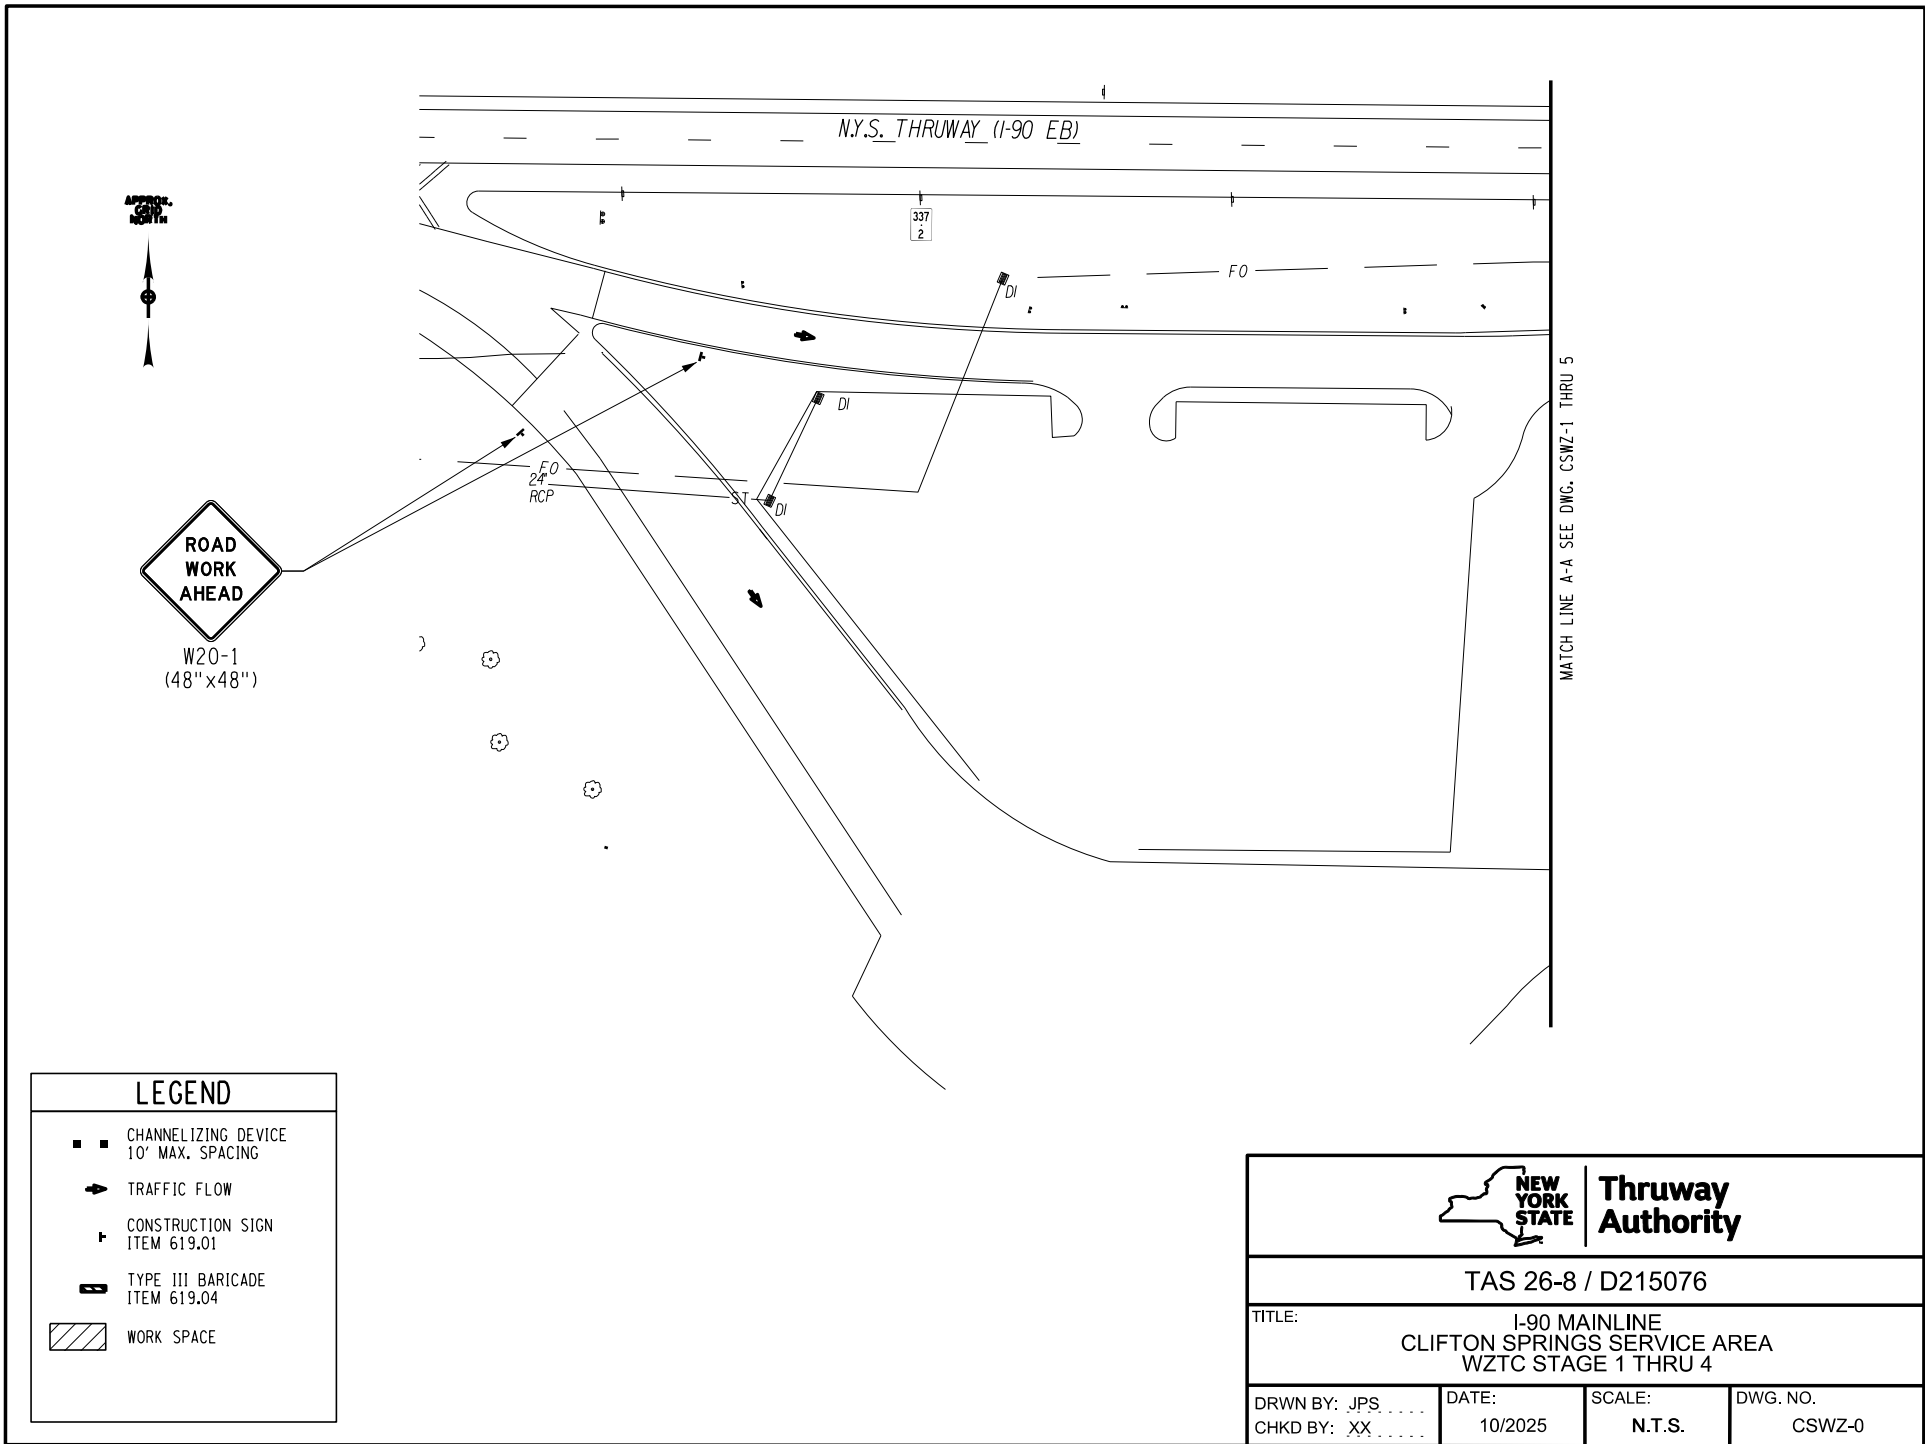 N.Y.S. THRUWAY (I-90 EB)
APPROX.
GRID
NORTH
337
2
FO
DI
DI
FO
24"
RCP
ST
DI
MATCH LINE A-A SEE DWG. CSWZ-1 THRU 5
ROAD
WORK
AHEAD
W20-1
(48"x48")
LEGEND
CHANNELIZING DEVICE
10' MAX. SPACING
TRAFFIC FLOW
CONSTRUCTION SIGN
ITEM 619.01
TYPE III BARICADE
ITEM 619.04
WORK SPACE
NEW
YORK
STATE
Thruway
Authority
TAS 26-8 / D215076
TITLE:
I-90 MAINLINE
CLIFTON SPRINGS SERVICE AREA
WZTC STAGE 1 THRU 4
DRWN BY: JPS
CHKD BY: XX
DATE:
10/2025
SCALE:
N.T.S.
DWG. NO.
CSWZ-0